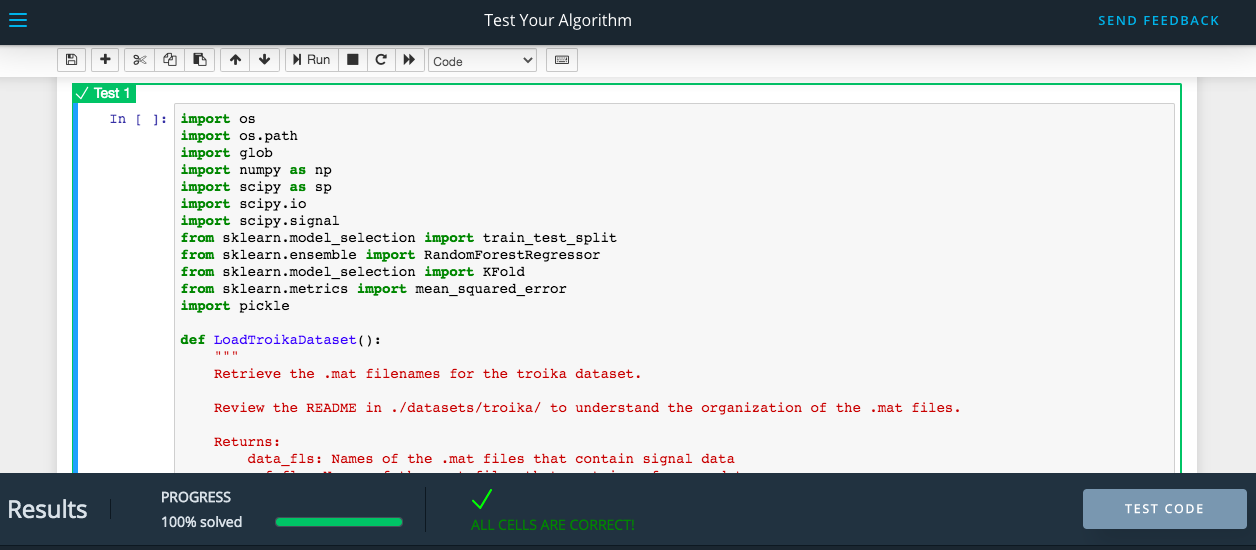 Test Your Algorithm
SEND FEEDBACK
Run
Code
Test 1
In [ ]:
import os
import os.path
import glob
import numpy as np
import scipy as sp
import scipy.io
import scipy.signal
from sklearn.model_selection import train_test_split
from sklearn.ensemble import RandomForestRegressor
from sklearn.model_selection import KFold
from sklearn.metrics import mean_squared_error
import pickle
def LoadTroikaDataset():
"""
Retrieve the .mat filenames for the troika dataset.
Review the README in ./datasets/troika/ to understand the organization of the .mat files.
Returns:
data_fls: Names of the .mat files that contain signal data
Results
PROGRESS
100% solved
ALL CELLS ARE CORRECT!
TEST CODE